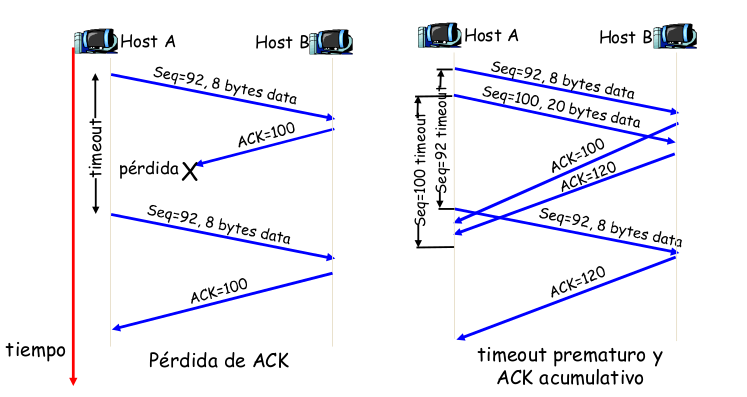 Host A
Host B
Seq=92, 8 bytes data
ACK=100
timeout
pérdida
X
Seq=92, 8 bytes data
ACK=100
tiempo
Pérdida de ACK
Host A
Host B
Seq=92, 8 bytes data
Seq=100, 20 bytes data
ACK=100
ACK=120
Seq=100 timeout
Seq=92 timeout
Seq=92, 8 bytes data
ACK=120
timeout prematuro y
ACK acumulativo